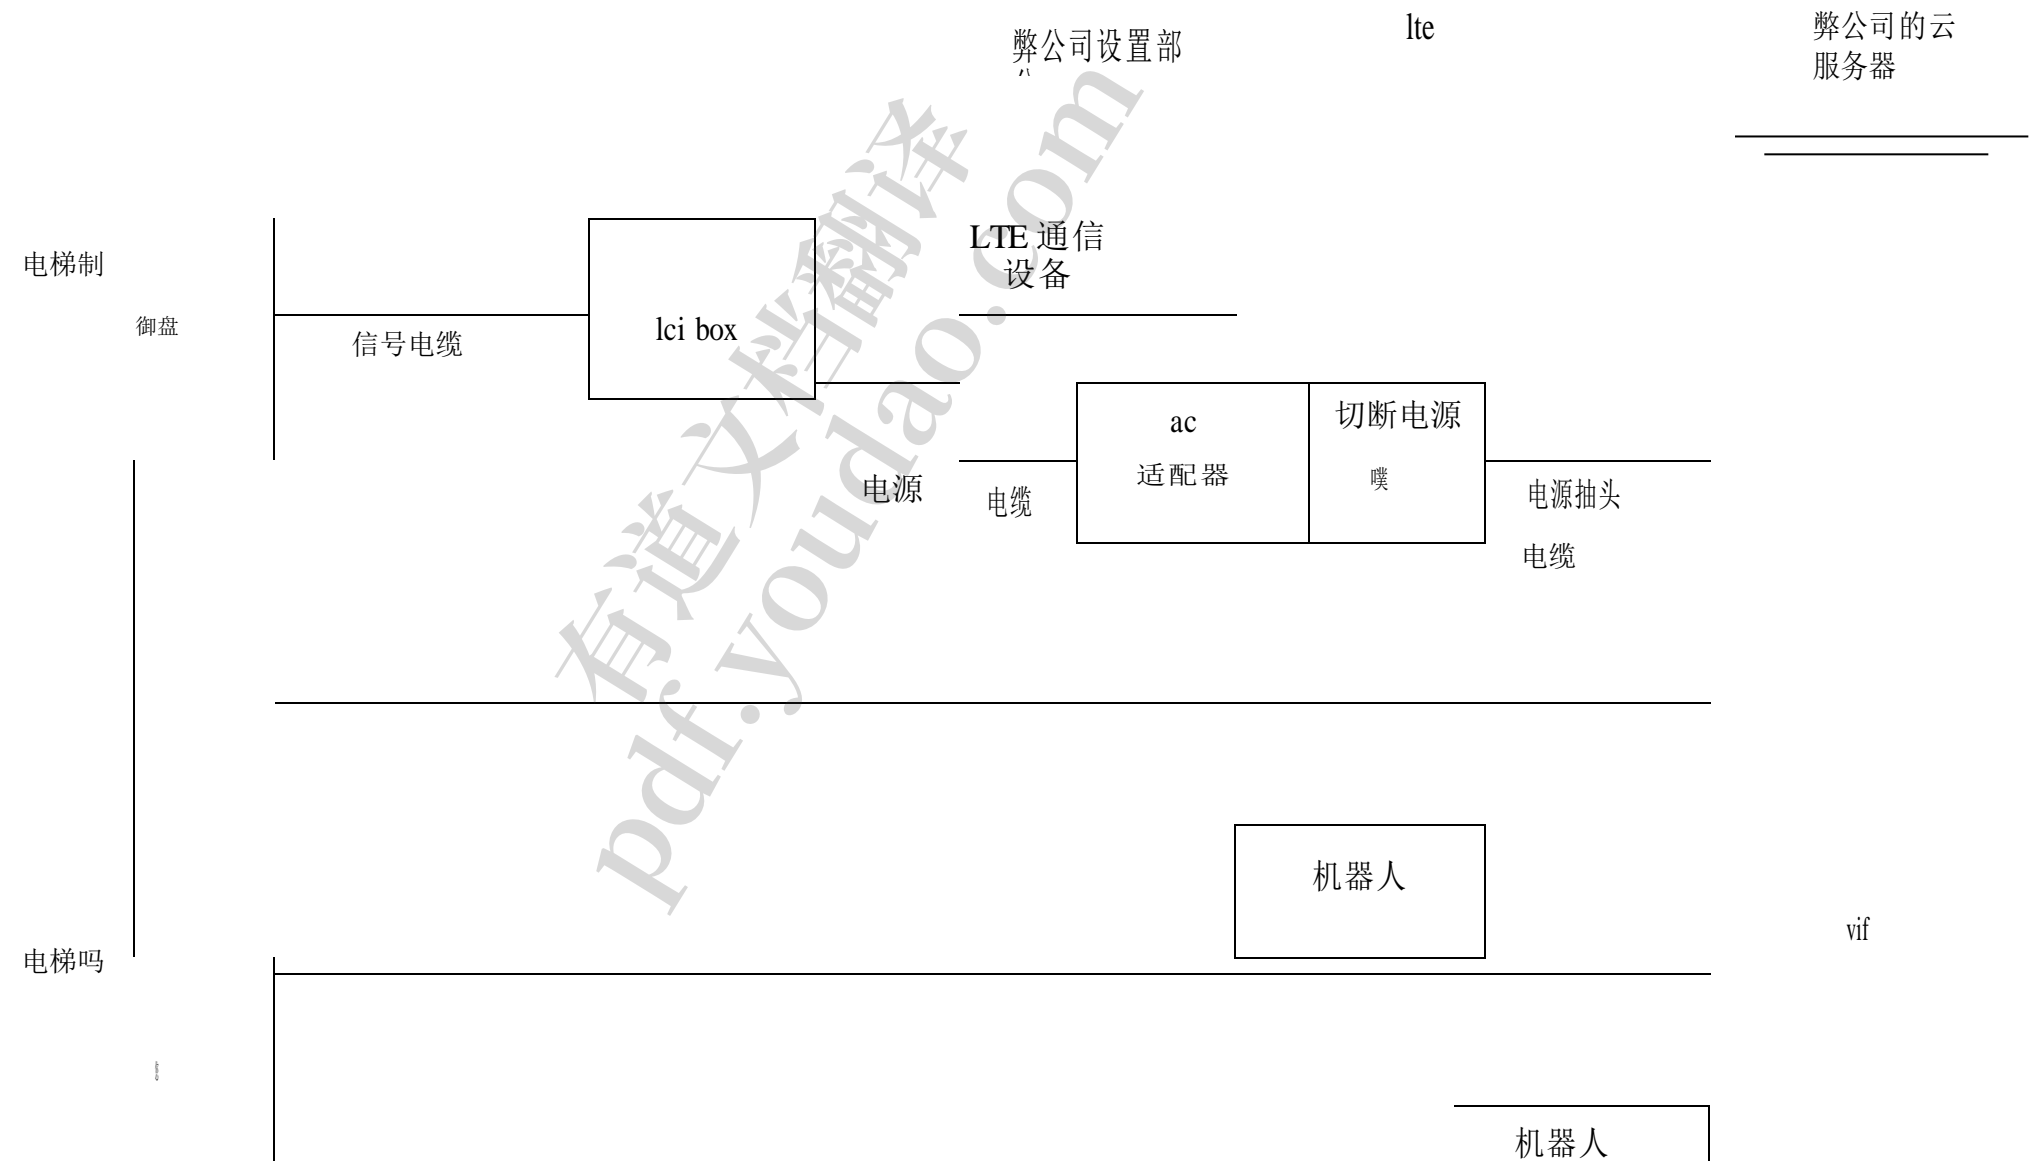 弊公司设置部
lte
弊公司的云
服务器
电梯制
御盘
信号电缆
lci box
LTE 通信
设备
ac
适配器
切断电源
噗
电源
电缆
电源抽头
电缆
机器人
vif
电梯吗
机器人
有道文档翻译
pdf.youdao.com